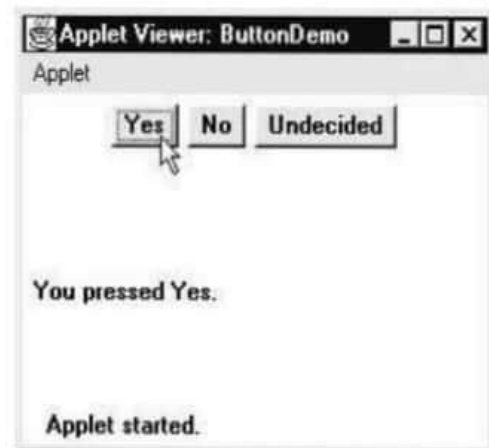 Applet Viewer: ButtonDemo
Applet
Yes No Undecided
You pressed Yes.
Applet started.